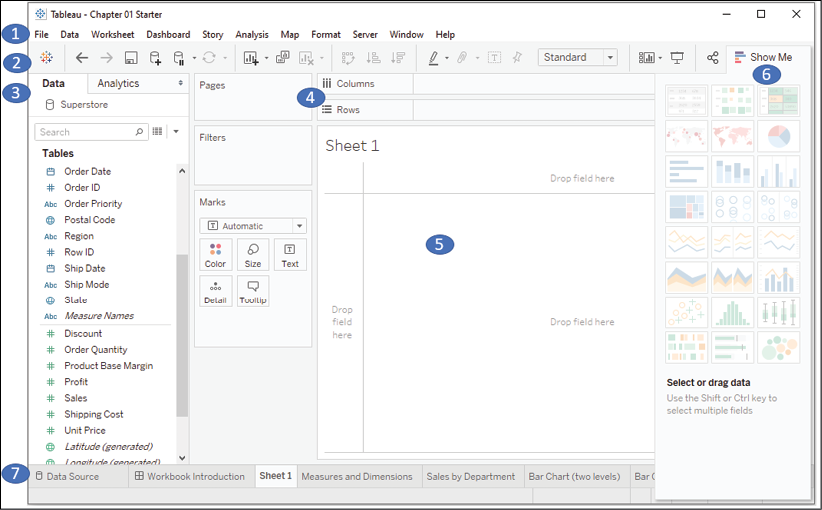 Tableau - Chapter 01 Starter
1 File Data Worksheet Dashboard Story Analysis Map Format Server Window Help
2 Standard Show Me
6
3 Data Analytics
Superstore
Search
Tables
Order Date
# Order ID
Abc Order Priority
Postal Code
Abc Region
# Row ID
Ship Date
Abc Ship Mode
State
Abc Measure Names
# Discount
# Order Quantity
# Product Base Margin
# Profit
# Sales
# Shipping Cost
# Unit Price
Latitude (generated)
Longitude (generated)
Pages
Filters
Marks
T Automatic
Color Size T Text
Detail Tooltip
4
Columns
Rows
Sheet 1
Drop field here
5
Drop
field
here
Drop field here
Select or drag data
Use the Shift or Ctrl key to
select multiple fields
7 Data Source Workbook Introduction Sheet 1 Measures and Dimensions Sales by Department Bar Chart (two levels) Bar C